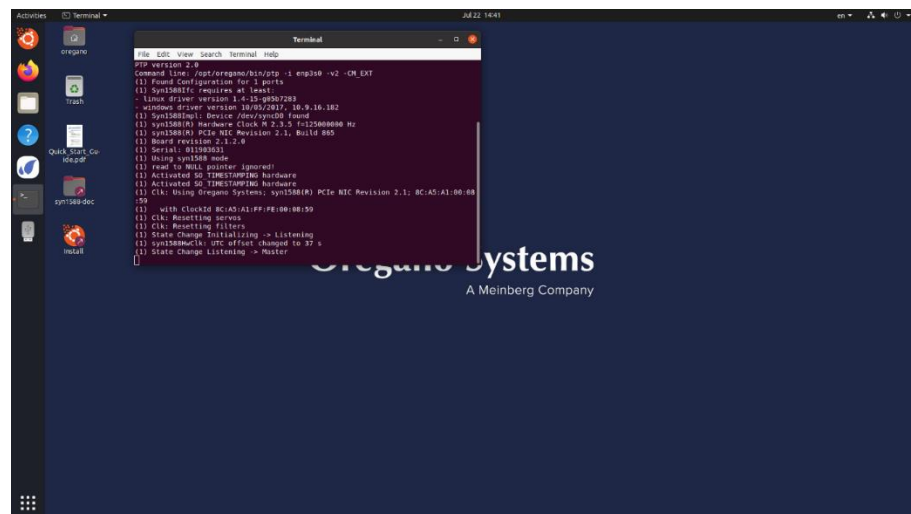 Activities
Terminal
Jul 22 14:41
en
oregano
Trash
Quick_Start_Gu-
ide.pdf
syn1588-doc
Install
Terminal
File Edit View Search Terminal Help
PTP version 2.0
Command line: /opt/oregano/bin/ptp -i enp3s0 -v2 -CM_EXT
(1) Found Configuration for 1 ports
(1) Syn1588Ifc requires at least:
- linux driver version 1.4-15-g85b7283
- windows driver version 10/05/2017, 10.9.16.182
(1) Syn1588Impl: Device /dev/syncD0 found
(1) syn1588(R) Hardware Clock M 2.3.5 f=125000000 Hz
(1) syn1588(R) PCIe NIC Revision 2.1, Build 865
(1) Board revision 2.1.2.0
(1) Serial: 011903631
(1) Using syn1588 mode
(1) read to NULL pointer ignored!
(1) Activated SO_TIMESTAMPING hardware
(1) Activated SO_TIMESTAMPING hardware
(1) Clk: Using Oregano Systems; syn1588(R) PCIe NIC Revision 2.1; 8C:A5:A1:00:08
:59
(1) with ClockId 8C:A5:A1:FF:FE:00:08:59
(1) Clk: Resetting servos
(1) Clk: Resetting filters
(1) State Change Initializing -> Listening
(1) syn1588HwClk: UTC offset changed to 37 s
(1) State Change Listening -> Master
Oregano Systems
A Meinberg Company